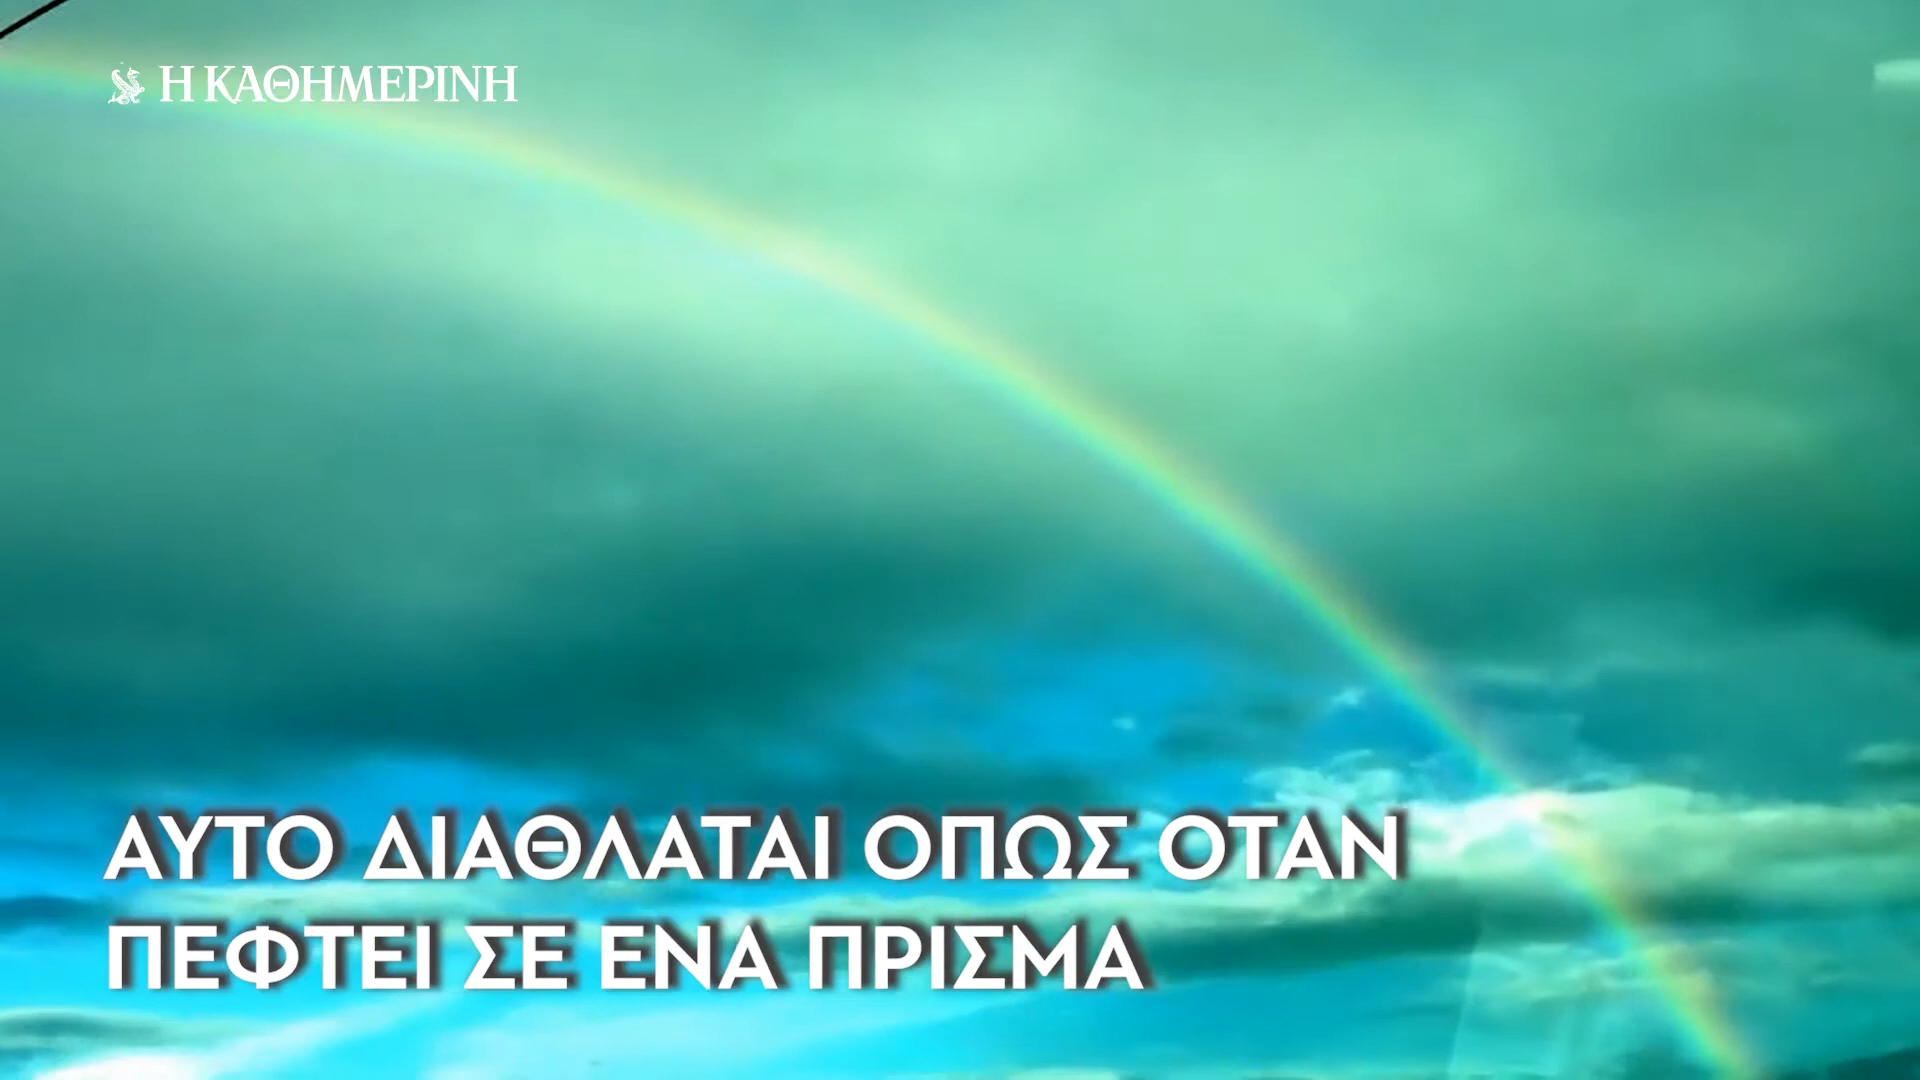 Η ΚΑΘΗΜΕΡΙΝΗ
ΑΥΤΟ ΔΙΑΘΛΑΤΑΙ ΟΠΩΣ ΟΤΑΝ
ΠΕΦΤΕΙ ΣΕ ΕΝΑ ΠΡΙΣΜΑ